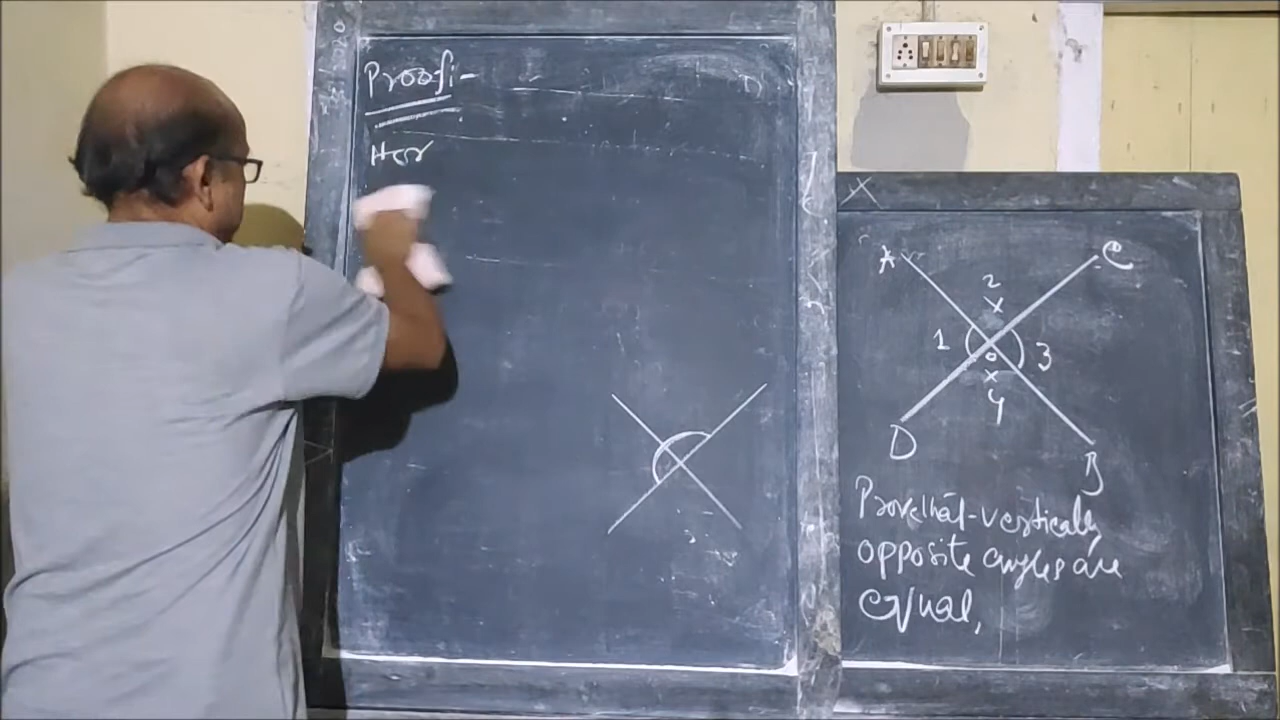 Proof:-
Her
A
C
2
x
1
3
o
x
4
D
B
Prove that vertically
opposite angles are
equal,